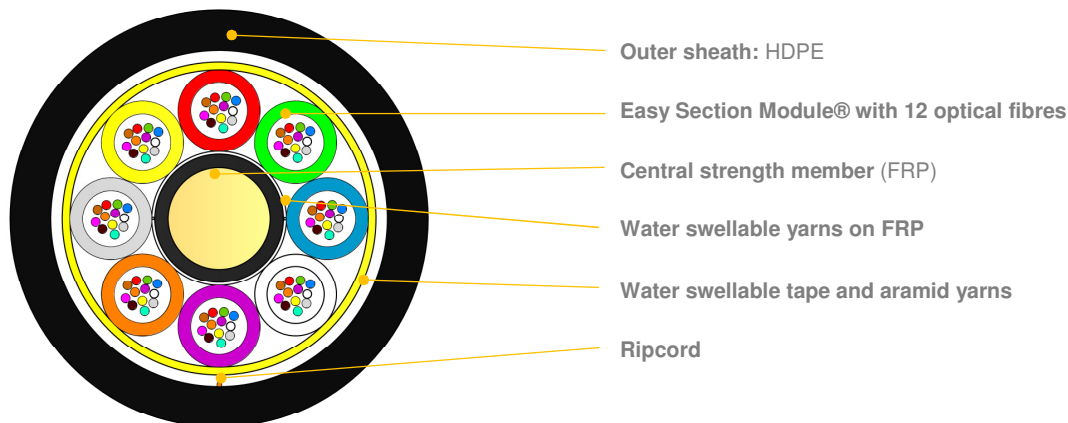 Outer sheath: HDPE
Easy Section Module® with 12 optical fibres
Central strength member (FRP)
Water swellable yarns on FRP
Water swellable tape and aramid yarns
Ripcord